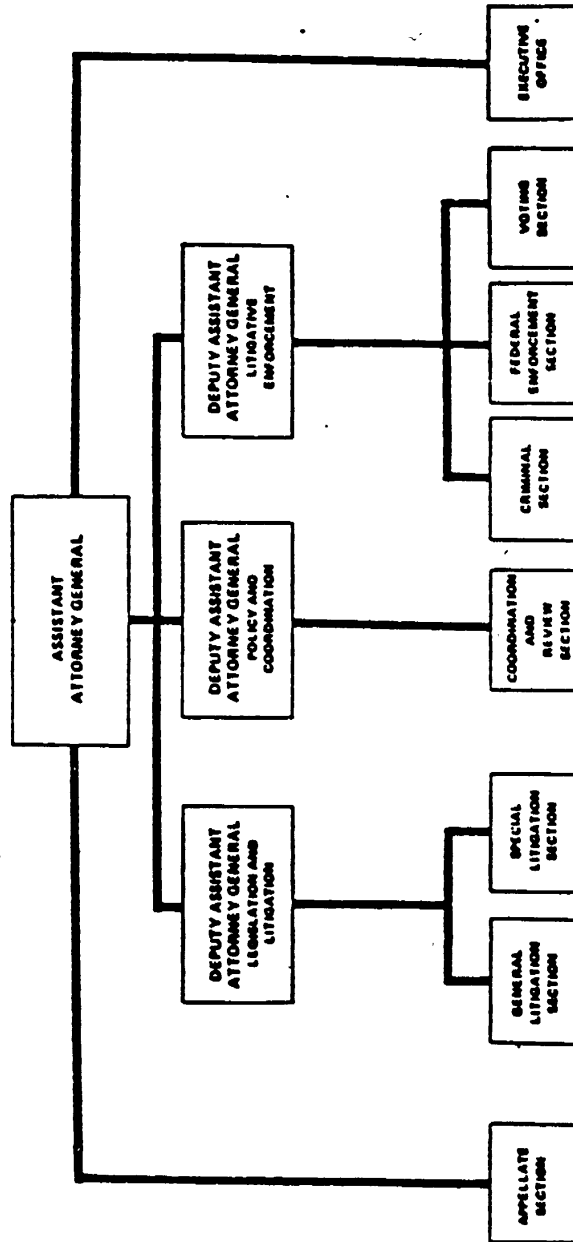 ASSISTANT
ATTORNEY GENERAL
DEPUTY ASSISTANT
ATTORNEY GENERAL
LEGISLATION AND
LITIGATION
DEPUTY ASSISTANT
ATTORNEY GENERAL
POLICY AND
COORDINATION
DEPUTY ASSISTANT
ATTORNEY GENERAL
LITIGATIVE
ENFORCEMENT
APPELLATE
SECTION
GENERAL
LITIGATION
SECTION
SPECIAL
LITIGATION
SECTION
COORDINATION
AND
REVIEW
SECTION
CRIMINAL
SECTION
FEDERAL
ENFORCEMENT
SECTION
VOTING
SECTION
EXECUTIVE
OFFICE